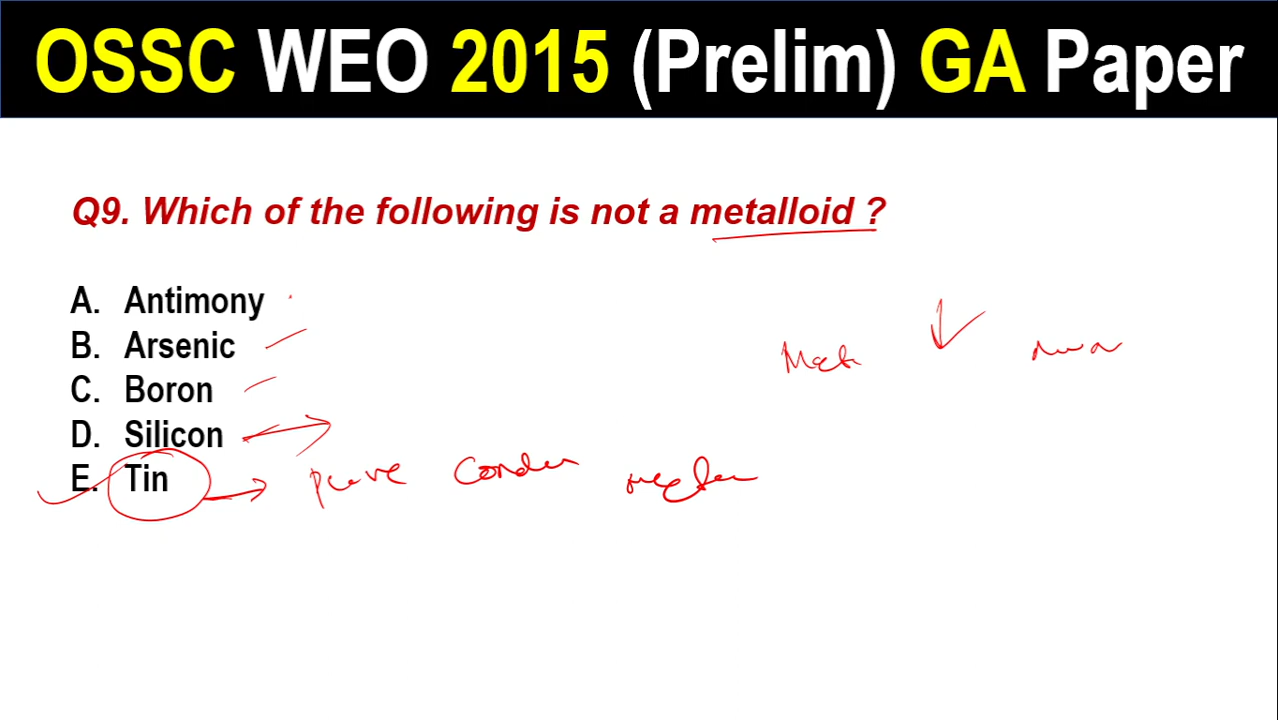 OSSC WEO 2015 (Prelim) GA Paper
Q9. Which of the following is not a metalloid ?
A. Antimony
B. Arsenic
C. Boron
D. Silicon
E. Tin